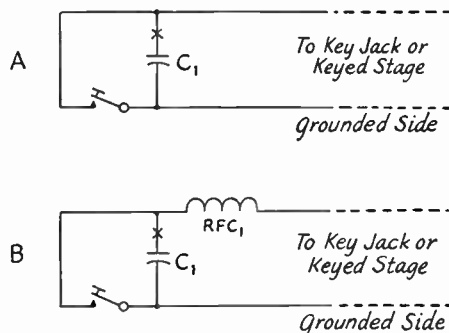 A
C1
To Key Jack or
Keyed Stage
Grounded Side
B
RFC1
C1
To Key Jack or
Keyed Stage
Grounded Side